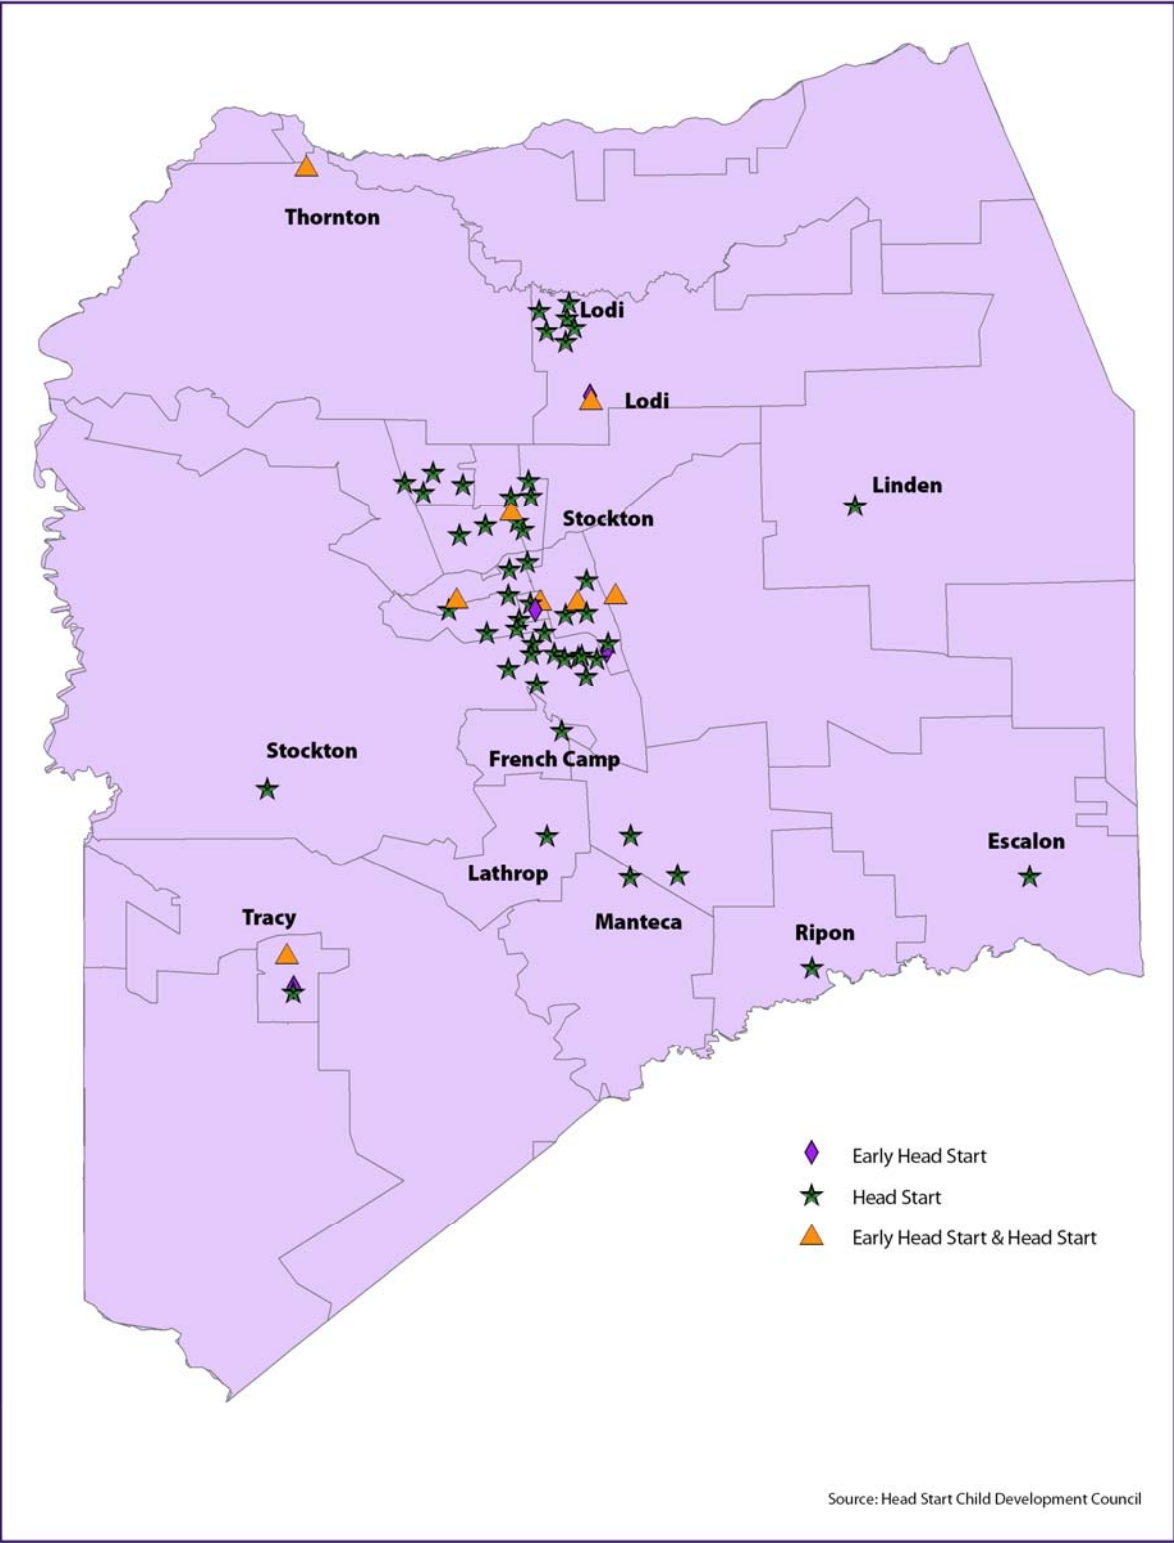 Thornton
Lodi
Lodi
Linden
Stockton
Stockton
French Camp
Escalon
Lathrop
Tracy
Manteca
Ripon
Early Head Start
Head Start
Early Head Start & Head Start
Source: Head Start Child Development Council